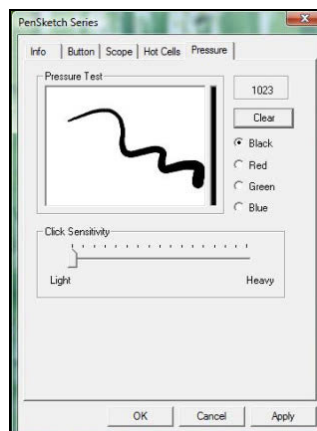 PenSketch Series
Info Button Scope Hot Cells Pressure
Pressure Test
1023
Clear
Black
Red
Green
Blue
Click Sensitivity
Light Heavy
OK Cancel Apply